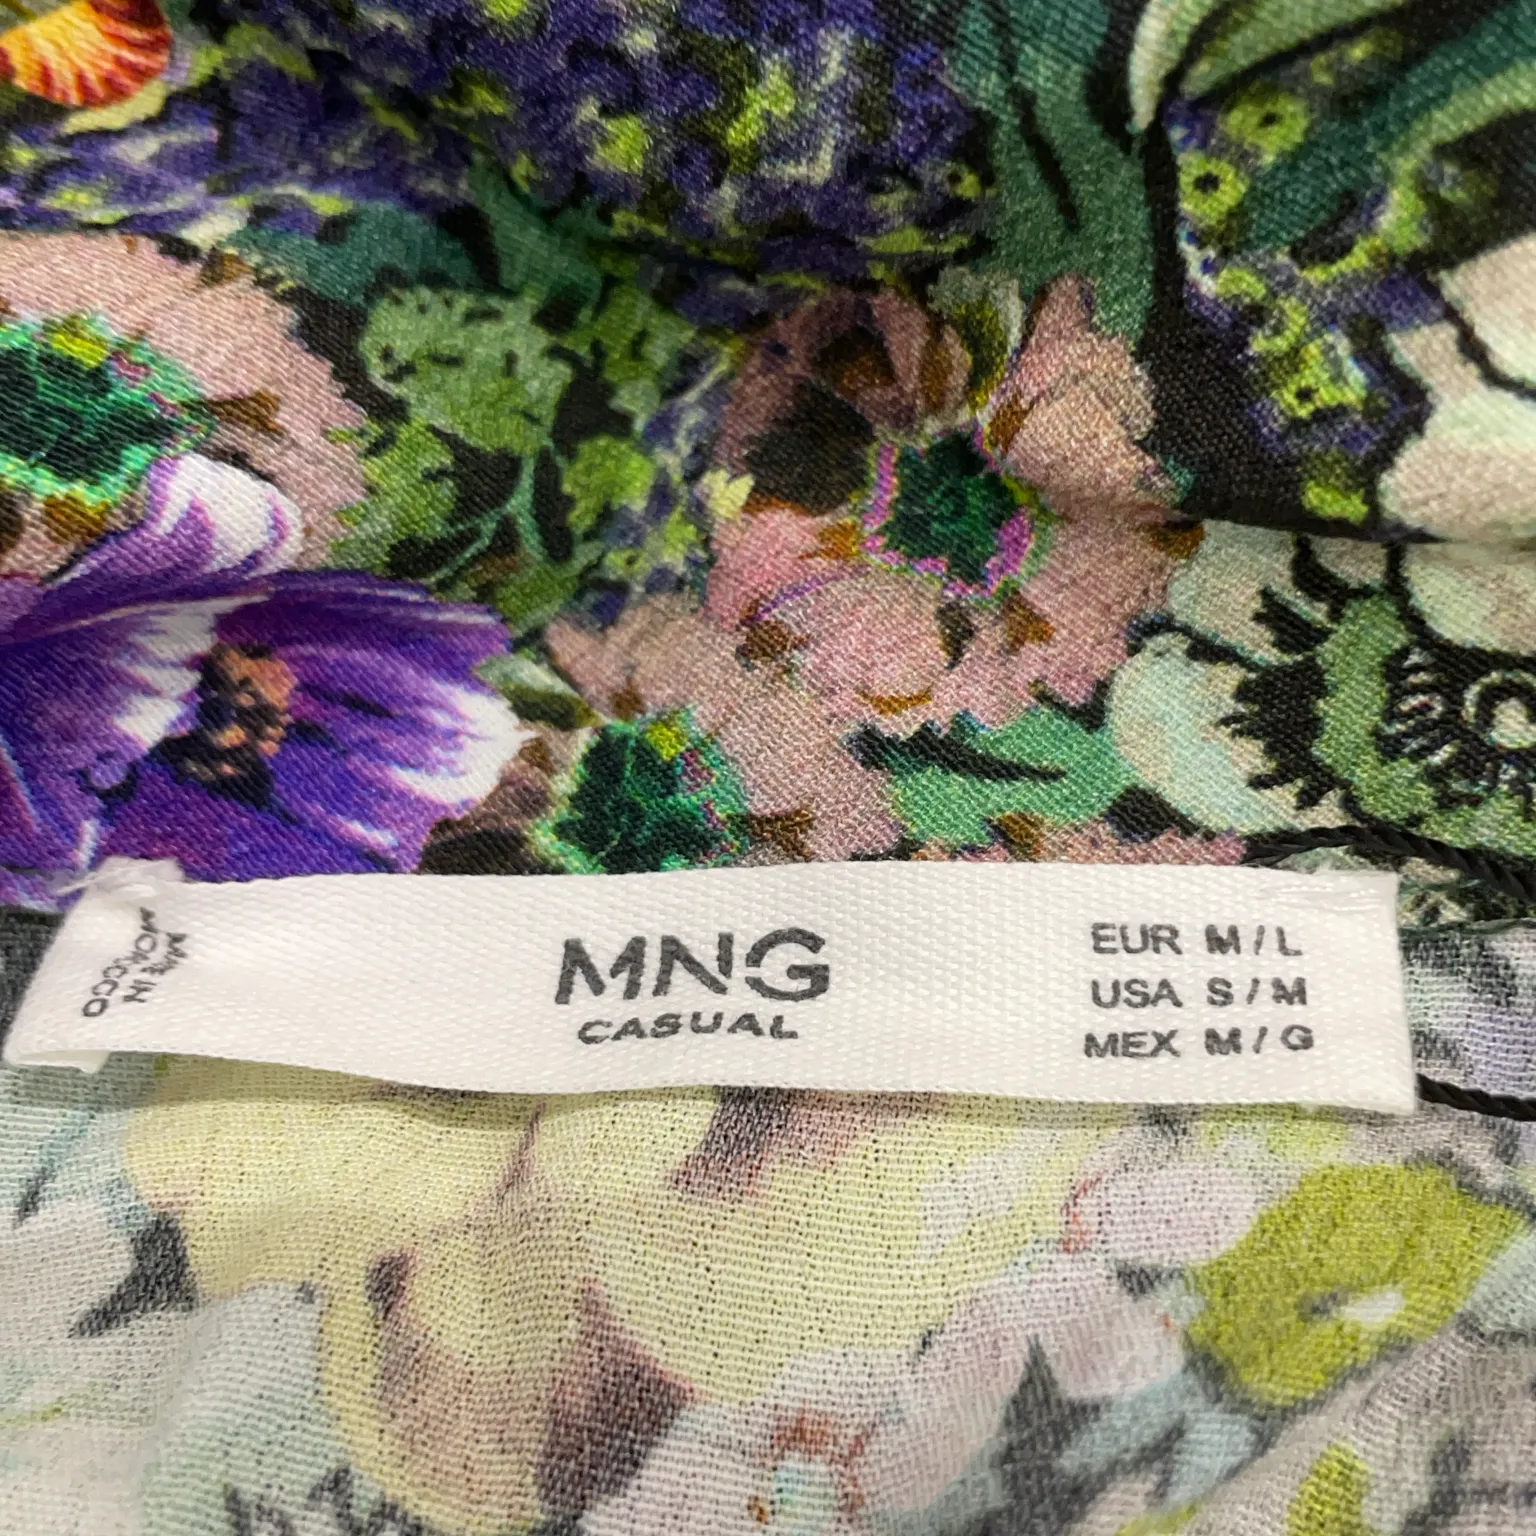 MADE IN
MOROCCO
MNG
CASUAL
EUR M / L
USA S / M
MEX M / G